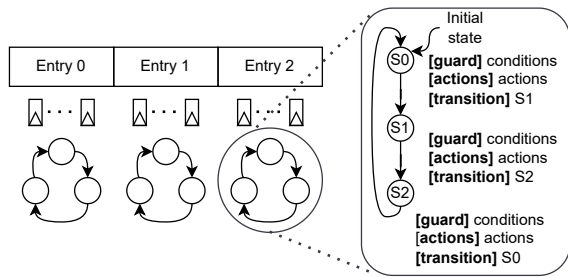 Entry 0
Entry 1
Entry 2
Initial
state
S0
[guard] conditions
[actions] actions
[transition] S1
S1
[guard] conditions
[actions] actions
[transition] S2
S2
[guard] conditions
[actions] actions
[transition] S0